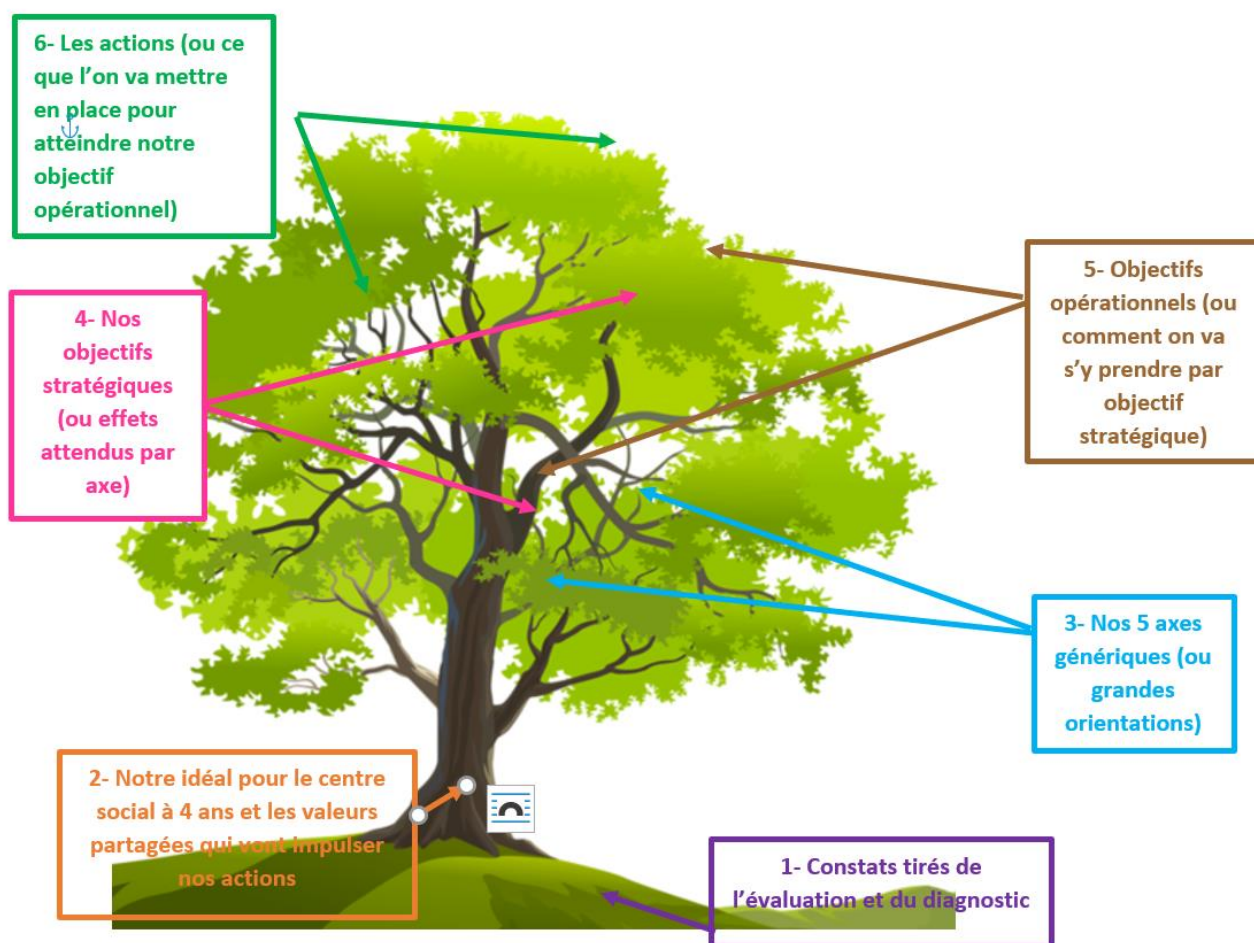 6- Les actions (ou ce
que l’on va mettre
en place pour
atteindre notre
objectif
opérationnel)
5- Objectifs
opérationnels (ou
comment on va
s’y prendre par
objectif
stratégique)
4- Nos
objectifs
stratégiques
(ou effets
attendus par
axe)
3- Nos 5 axes
génériques (ou
grandes
orientations)
2- Notre idéal pour le centre
social à 4 ans et les valeurs
partagées qui vont impulser
nos actions
1- Constats tirés de
l’évaluation et du diagnostic